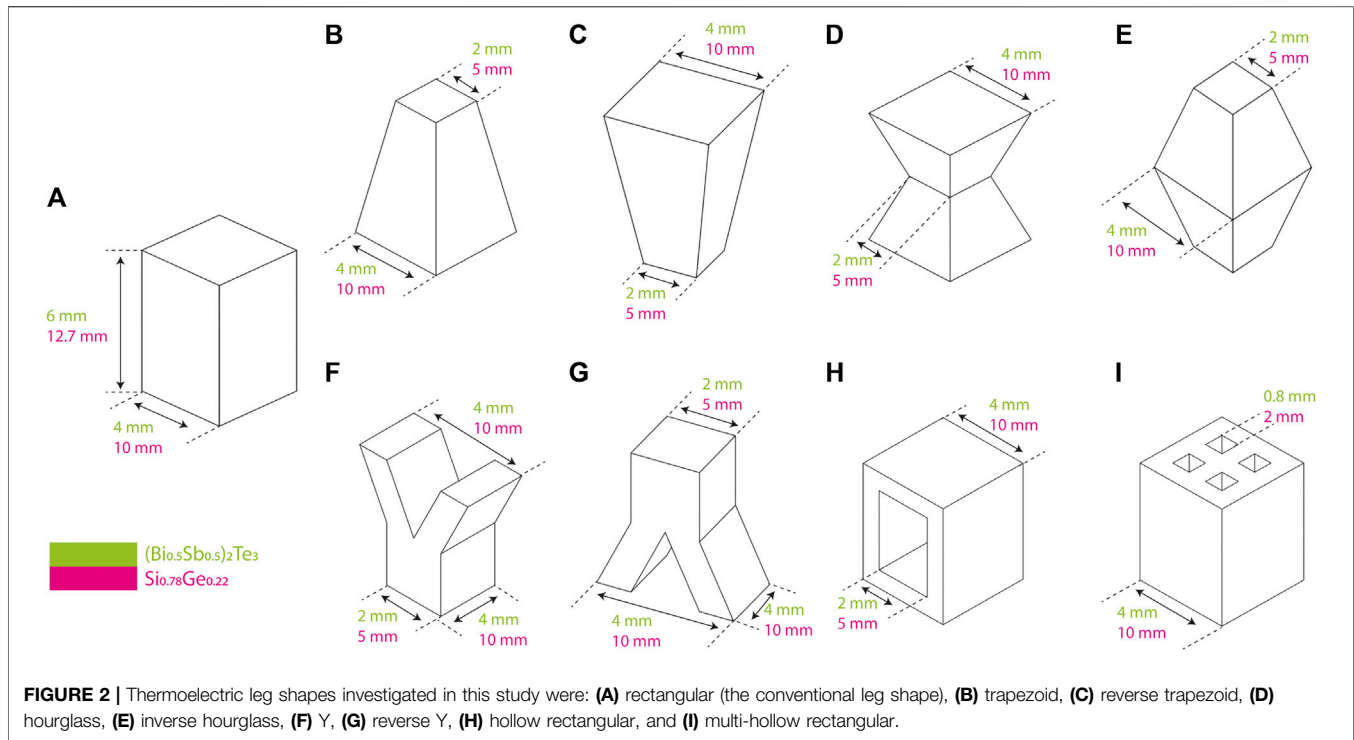 A
6 mm
12.7 mm
4 mm
10 mm
B
2 mm
5 mm
4 mm
10 mm
C
4 mm
10 mm
2 mm
5 mm
D
4 mm
10 mm
2 mm
5 mm
E
2 mm
5 mm
4 mm
10 mm
F
4 mm
10 mm
2 mm
5 mm
4 mm
10 mm
G
2 mm
5 mm
4 mm
10 mm
4 mm
10 mm
H
4 mm
10 mm
2 mm
5 mm
I
0.8 mm
2 mm
4 mm
10 mm
(Bi₀.₅Sb₀.₅)₂Te₃
Si₀.₇₈Ge₀.₂₂
FIGURE 2 | Thermoelectric leg shapes investigated in this study were: (A) rectangular (the conventional leg shape), (B) trapezoid, (C) reverse trapezoid, (D)
hourglass, (E) inverse hourglass, (F) Y, (G) reverse Y, (H) hollow rectangular, and (I) multi-hollow rectangular.